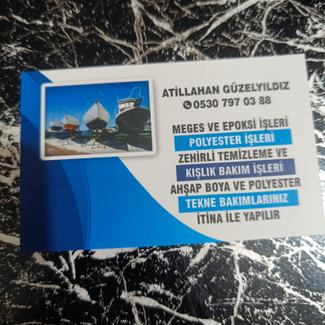 ATİLLAHAN GÜZELYILDIZ
0530 797 03 88
MEGES VE EPOKSİ İŞLERİ
POLYESTER İŞLERİ
ZEHİRLİ TEMİZLEME VE
KIŞLIK BAKIM İŞLERİ
AHŞAP BOYA VE POLYESTER
TEKNE BAKIMLARINIZ
İTİNA İLE YAPILIR